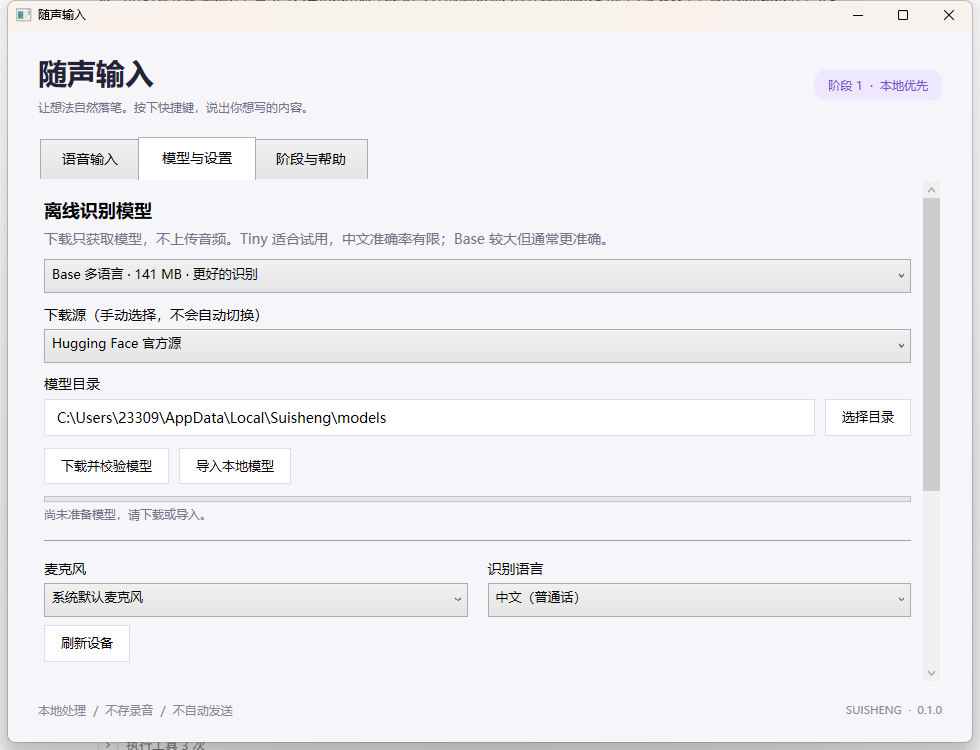 随声输入
随声输入
让想法自然落笔。按下快捷键，说出你想写的内容。
阶段 1 · 本地优先
语音输入 模型与设置 阶段与帮助
离线识别模型
下载只获取模型，不上传音频。Tiny 适合试用，中文准确率有限；Base 较大但通常更准确。
Base 多语言 · 141 MB · 更好的识别
下载源（手动选择，不会自动切换）
Hugging Face 官方源
模型目录
C:\Users\23309\AppData\Local\Suisheng\models
选择目录
下载并校验模型 导入本地模型
尚未准备模型，请下载或导入。
麦克风 识别语言
系统默认麦克风 中文（普通话）
刷新设备
本地处理 / 不存录音 / 不自动发送
SUISHENG · 0.1.0
执行工具 3 次